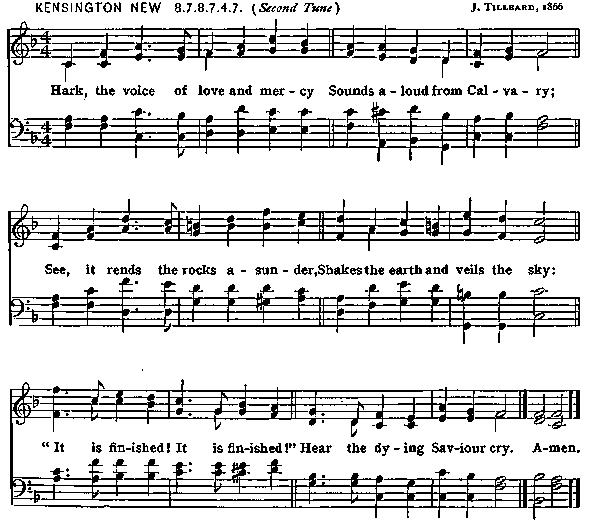 KENSINGTON NEW 8.7.8.7.4.7. (Second Tune) J. TILLEARD, 1866
Hark, the voice of love and mer-cy Sounds a-loud from Cal-va-ry;
See, it rends the rocks a-sun-der, Shakes the earth and veils the sky:
"It is fin-ished! It is fin-ished!" Hear the dy-ing Sav-iour cry. A-men.